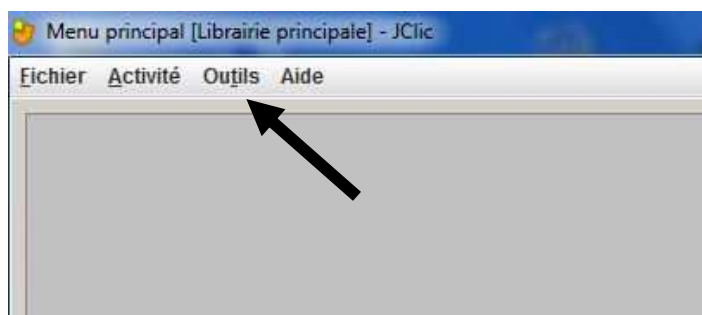 Menu principal [Librairie principale] - JClic
Fichier Activité Outils Aide